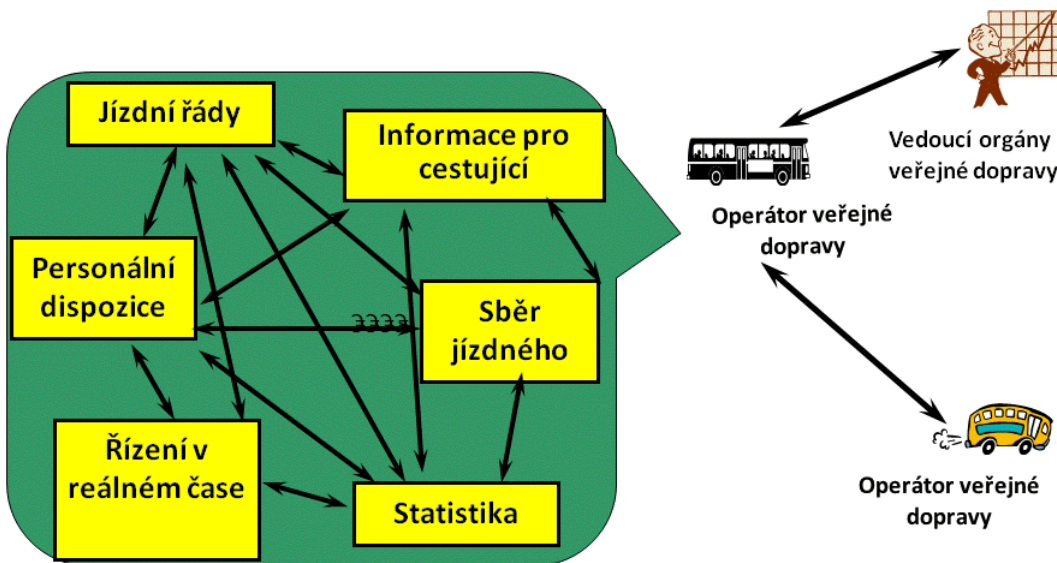 Jízdní řády
Informace pro
cestující
Vedoucí orgány
veřejné dopravy
Operátor veřejné
dopravy
Personální
dispozice
Sběr
jízdného
Řízení v
reálném čase
Statistika
Operátor veřejné
dopravy